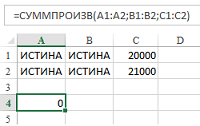 =СУММПРОИЗВ(A1:A2;B1:B2;C1:C2)
A B C D
1 ИСТИНА ИСТИНА 20000
2 ИСТИНА ИСТИНА 21000
3
4 0
5